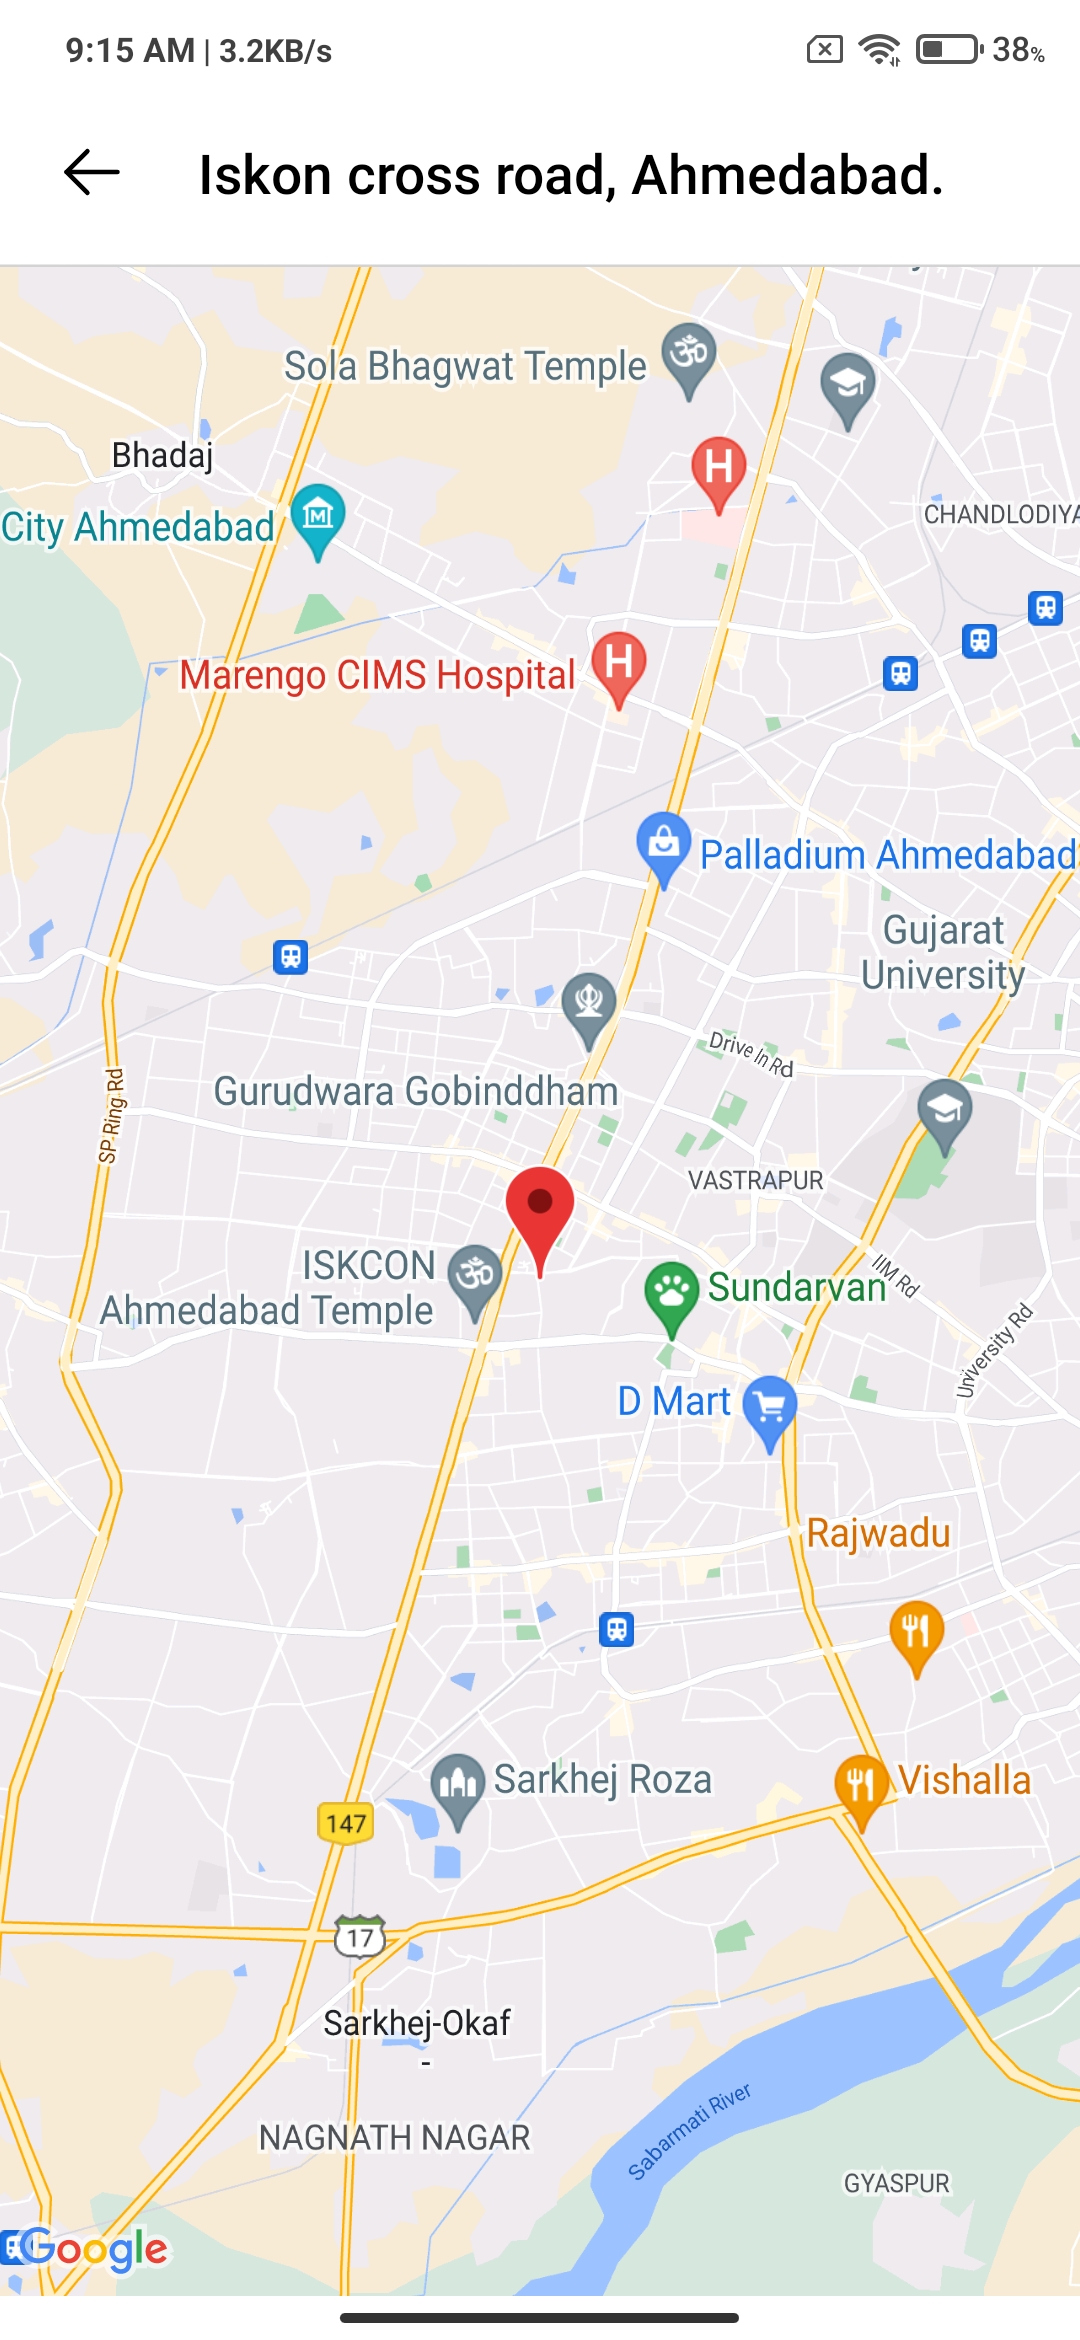 9:15 AM | 3.2KB/s
38%
Iskon cross road, Ahmedabad.
Sola Bhagwat Temple
H
Bhadaj
City Ahmedabad
M
CHANDLODIYA
Marengo CIMS Hospital
H
Palladium Ahmedabad
Gujarat
University
Drive In Rd
SP Ring Rd
Gurudwara Gobinddham
VASTRAPUR
ISKCON
Ahmedabad Temple
ॐ
ॐ
IIM Rd
Sundarvan
University Rd
D Mart
Rajwadu
Sarkhej Roza
Vishalla
147
17
Sarkhej-Okaf
-
Sabarmati River
NAGNATH NAGAR
GYASPUR
Google